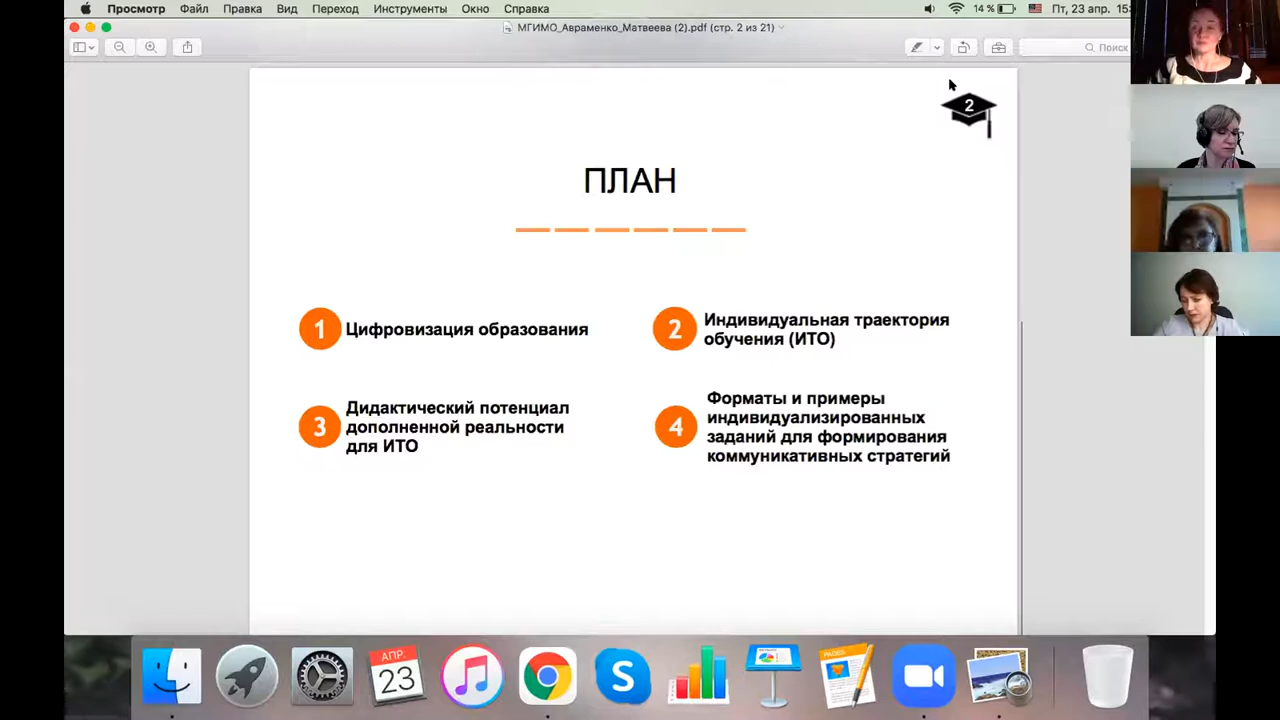 Просмотр Файл Правка Вид Переход Инструменты Окно Справка 14 % Пт, 23 апр. 15:
МГИМО_Авраменко_Матвеева (2).pdf (стр. 2 из 21)
Поиск
2
ПЛАН
1 Цифровизация образования
2 Индивидуальная траектория
обучения (ИТО)
3 Дидактический потенциал
дополненной реальности
для ИТО
4 Форматы и примеры
индивидуализированных
заданий для формирования
коммуникативных стратегий
АПР.
23
PAGES